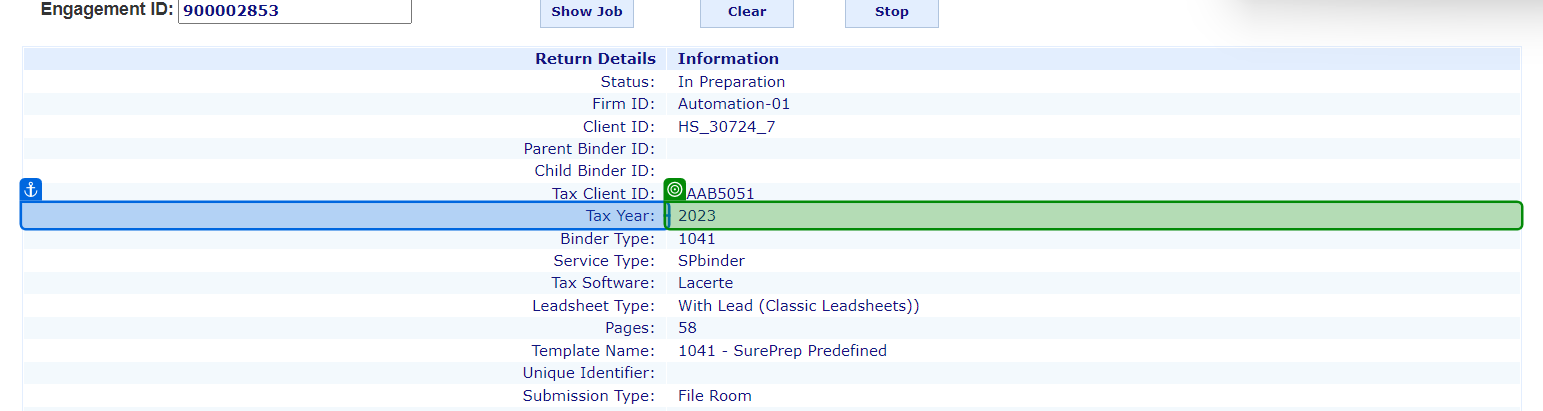 Engagement ID: 900002853 Show Job Clear Stop
Return Details Information
Status: In Preparation
Firm ID: Automation-01
Client ID: HS_30724_7
Parent Binder ID:
Child Binder ID:
Tax Client ID: AAB5051
Tax Year: 2023
Binder Type: 1041
Service Type: SPbinder
Tax Software: Lacerte
Leadsheet Type: With Lead (Classic Leadsheets))
Pages: 58
Template Name: 1041 - SurePrep Predefined
Unique Identifier:
Submission Type: File Room